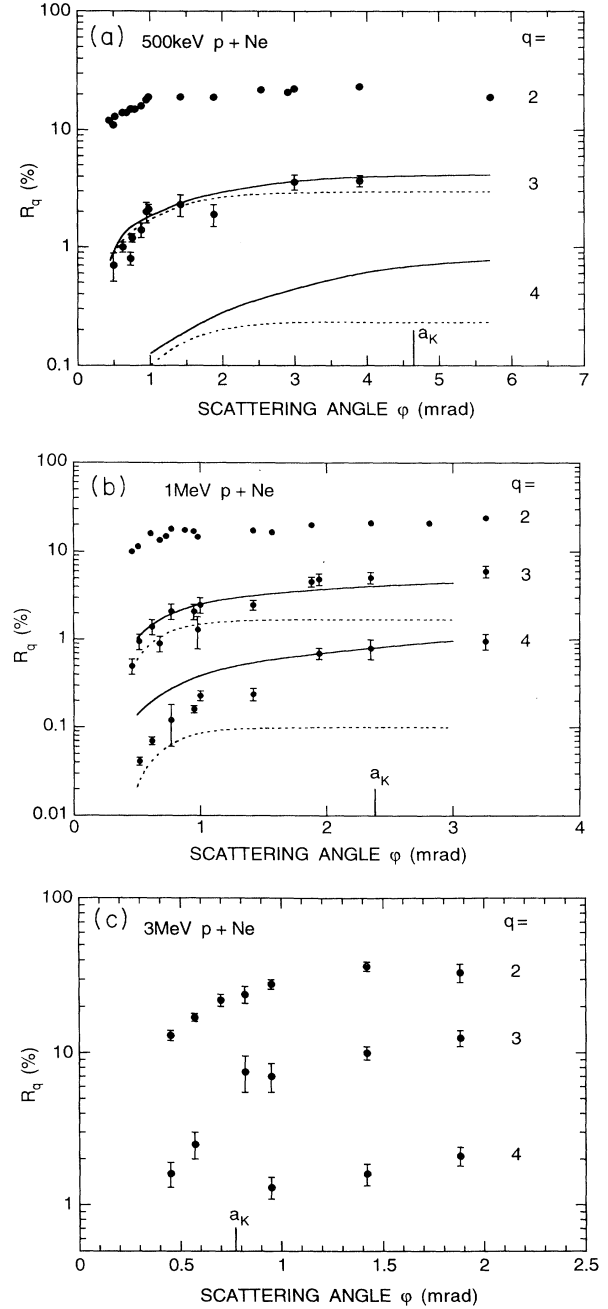 (a) 500keV p + Ne q=
100
10
1
0.1
R_q (%)
2
3
4
a_K
0 1 2 3 4 5 6 7
SCATTERING ANGLE φ (mrad)
(b) 1MeV p + Ne q=
100
10
1
0.1
0.01
R_q (%)
2
3
4
a_K
0 1 2 3 4
SCATTERING ANGLE φ (mrad)
(c) 3MeV p + Ne q=
100
10
1
R_q (%)
2
3
4
a_K
0 0.5 1 1.5 2 2.5
SCATTERING ANGLE φ (mrad)